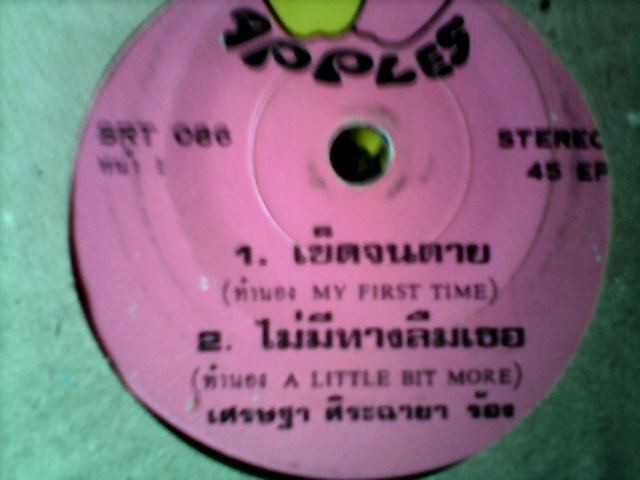 APPLES
SRT 086
STEREO
หน้า 1
45 EP
1. เข็ดจนตาย
(ทำนอง MY FIRST TIME)
2. ไม่มีทางลืมเธอ
(ทำนอง A LITTLE BIT MORE)
เศรษฐา ศิระฉายา ร้อง